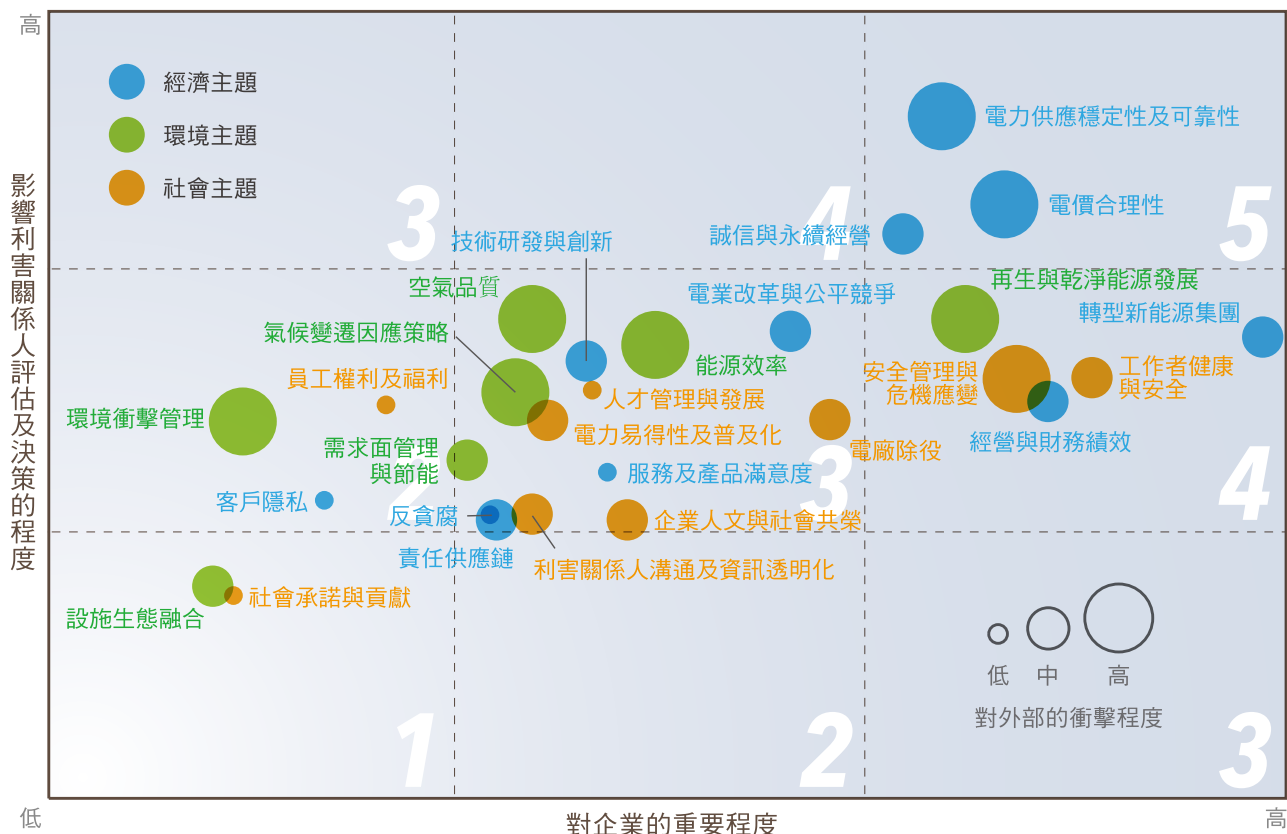 高
經濟主題
環境主題
社會主題
電力供應穩定性及可靠性
電價合理性
誠信與永續經營
3
4
5
技術研發與創新
空氣品質
電業改革與公平競爭
再生與乾淨能源發展
轉型新能源集團
氣候變遷因應策略
能源效率
員工權利及福利
人才管理與發展
安全管理與
危機應變
工作者健康
與安全
環境衝擊管理
電力易得性及普及化
經營與財務績效
電廠除役
需求面管理
與節能
服務及產品滿意度
客戶隱私
2
3
4
反貪腐
企業人文與社會共榮
責任供應鏈
利害關係人溝通及資訊透明化
社會承諾與貢獻
設施生態融合
低
中
高
對外部的衝擊程度
1
2
3
影響利害關係人評估及決策的程度
低
對企業的重要程度
高